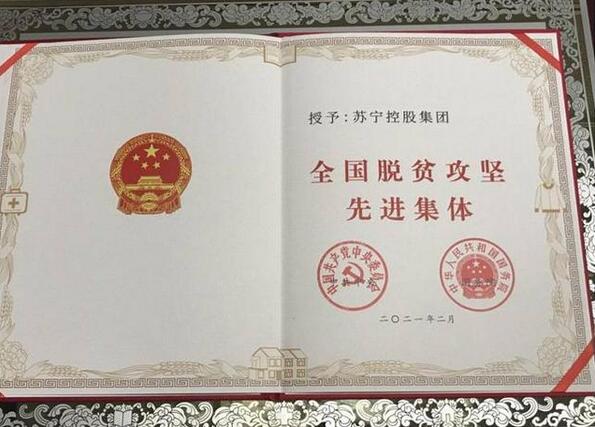 授予：苏宁控股集团
全国脱贫攻坚
先进集体
中国共产党中央委员会
中华人民共和国国务院
二〇二一年二月